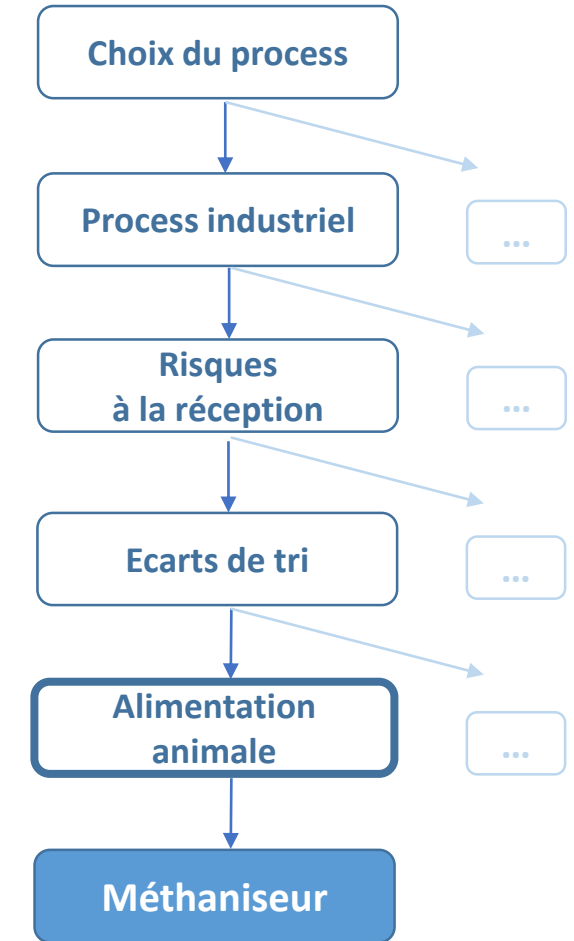 Choix du process
Process industriel
...
Risques
à la réception
...
Ecarts de tri
...
Alimentation
animale
...
Méthaniseur